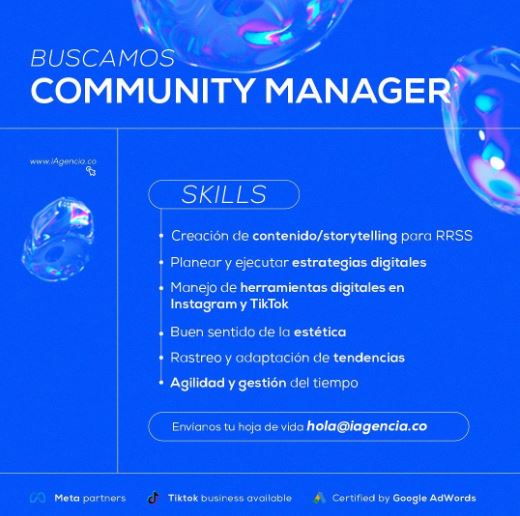 BUSCAMOS
COMMUNITY MANAGER
www.iAgencia.co
SKILLS
Creación de contenido/storytelling para RRSS
Planear y ejecutar estrategias digitales
Manejo de herramientas digitales en
Instagram y TikTok
Buen sentido de la estética
Rastreo y adaptación de tendencias
Agilidad y gestión del tiempo
Envíanos tu hoja de vida hola@iagencia.co
Meta partners
Tiktok business available
Certified by Google AdWords